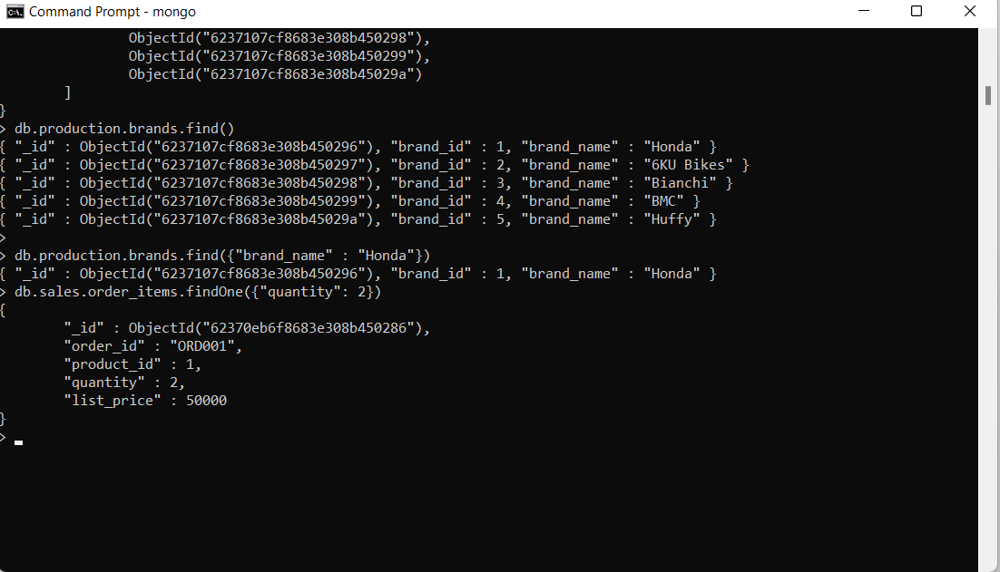 Command Prompt - mongo
ObjectId("6237107cf8683e308b450298"),
ObjectId("6237107cf8683e308b450299"),
ObjectId("6237107cf8683e308b45029a")
]
}
> db.production.brands.find()
{ "_id" : ObjectId("6237107cf8683e308b450296"), "brand_id" : 1, "brand_name" : "Honda" }
{ "_id" : ObjectId("6237107cf8683e308b450297"), "brand_id" : 2, "brand_name" : "6KU Bikes" }
{ "_id" : ObjectId("6237107cf8683e308b450298"), "brand_id" : 3, "brand_name" : "Bianchi" }
{ "_id" : ObjectId("6237107cf8683e308b450299"), "brand_id" : 4, "brand_name" : "BMC" }
{ "_id" : ObjectId("6237107cf8683e308b45029a"), "brand_id" : 5, "brand_name" : "Huffy" }
>
> db.production.brands.find({"brand_name" : "Honda"})
{ "_id" : ObjectId("6237107cf8683e308b450296"), "brand_id" : 1, "brand_name" : "Honda" }
> db.sales.order_items.findOne({"quantity": 2})
{
"_id" : ObjectId("62370eb6f8683e308b450286"),
"order_id" : "ORD001",
"product_id" : 1,
"quantity" : 2,
"list_price" : 50000
}
>